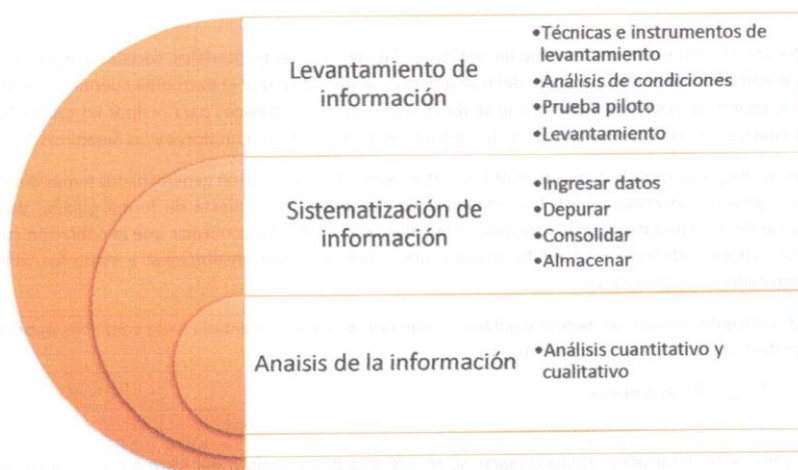 Levantamiento de
información
•Técnicas e instrumentos de
levantamiento
•Análisis de condiciones
•Prueba piloto
•Levantamiento
Sistematización de
información
•Ingresar datos
•Depurar
•Consolidar
•Almacenar
Anaisis de la información
•Análisis cuantitativo y
cualitativo